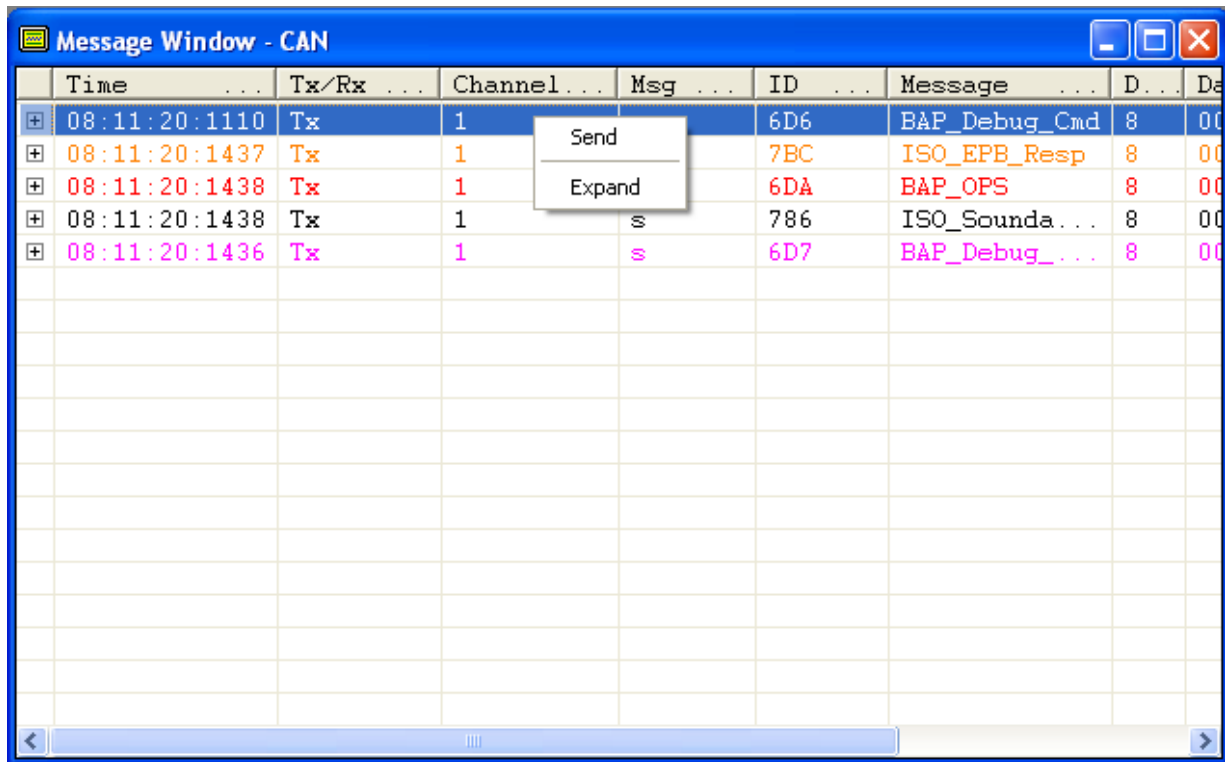 Message Window - CAN
Time ... Tx/Rx ... Channel... Msg ... ID ... Message ... D... Da
08:11:20:1110 Tx 1 6D6 BAP_Debug_Cmd 8 00
Send
08:11:20:1437 Tx 1 7BC ISO_EPB_Resp 8 00
08:11:20:1438 Tx 1 6DA BAP_OPS 8 00
Expand
08:11:20:1438 Tx 1 s 786 ISO_Sounda... 8 00
08:11:20:1436 Tx 1 s 6D7 BAP_Debug_... 8 00